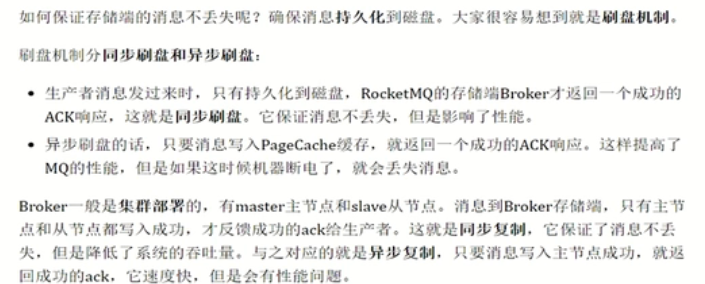 如何保证存储端的消息不丢失呢？确保消息持久化到磁盘。大家很容易想到就是刷盘机制。
刷盘机制分同步刷盘和异步刷盘：
• 生产者消息发过来时，只有持久化到磁盘，RocketMQ的存储端Broker才返回一个成功的
ACK响应，这就是同步刷盘。它保证消息不丢失，但是影响了性能。
• 异步刷盘的话，只要消息写入PageCache缓存，就返回一个成功的ACK响应。这样提高了
MQ的性能，但是如果这时候机器断电了，就会丢失消息。
Broker一般是集群部署的，有master主节点和slave从节点。消息到Broker存储端，只有主节
点和从节点都写入成功，才反馈成功的ack给生产者。这就是同步复制，它保证了消息不丢
失，但是降低了系统的吞吐量。与之对应的就是异步复制，只要消息写入主节点成功，就返
回成功的ack，它速度快，但是会有性能问题。